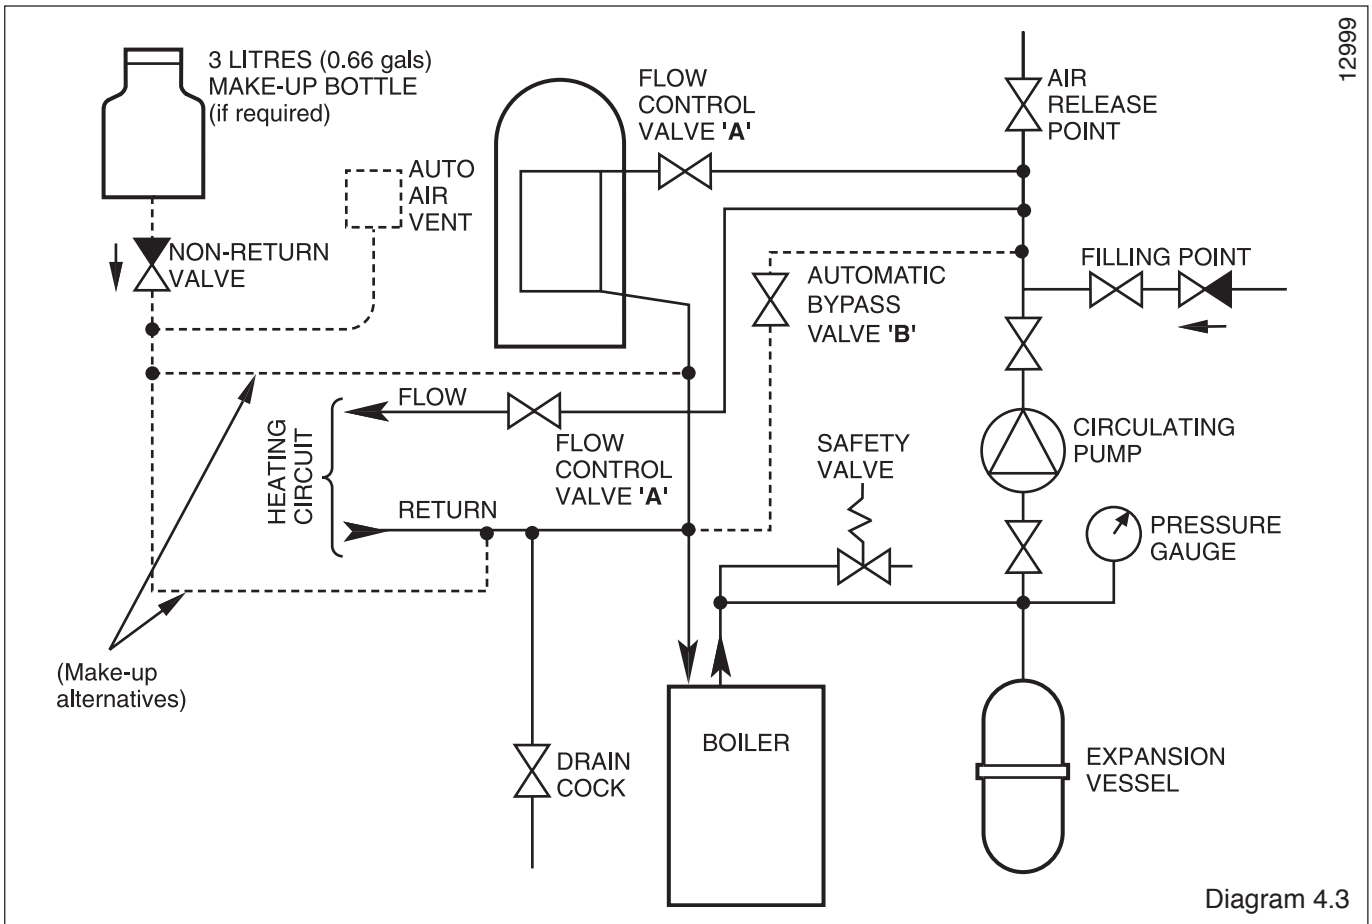 12999
3 LITRES (0.66 gals)
MAKE-UP BOTTLE
(if required)
FLOW
CONTROL
VALVE 'A'
AIR
RELEASE
POINT
AUTO
AIR
VENT
NON-RETURN
VALVE
AUTOMATIC
BYPASS
VALVE 'B'
FILLING POINT
FLOW
HEATING
CIRCUIT
FLOW
CONTROL
VALVE 'A'
RETURN
SAFETY
VALVE
CIRCULATING
PUMP
PRESSURE
GAUGE
(Make-up
alternatives)
DRAIN
COCK
BOILER
EXPANSION
VESSEL
Diagram 4.3